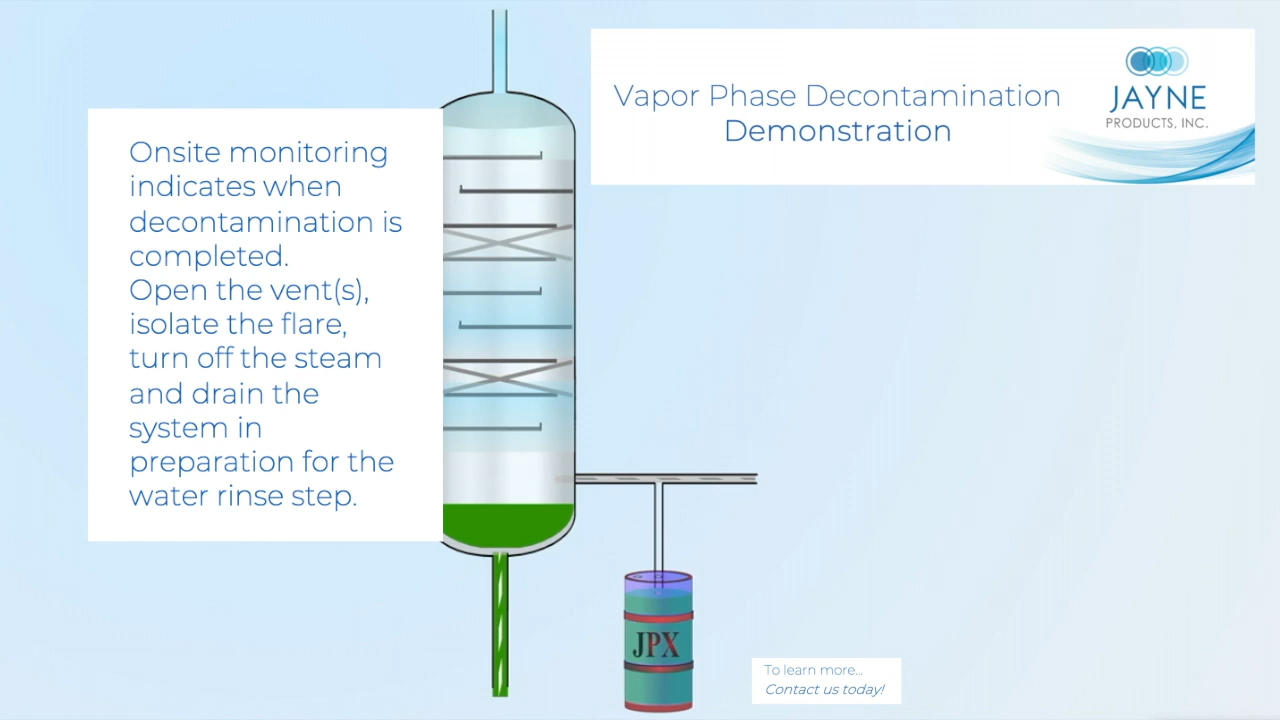 Vapor Phase Decontamination
Demonstration
JAYNE
PRODUCTS, INC.
Onsite monitoring
indicates when
decontamination is
completed.
Open the vent(s),
isolate the flare,
turn off the steam
and drain the
system in
preparation for the
water rinse step.
JPX
To learn more...
Contact us today!